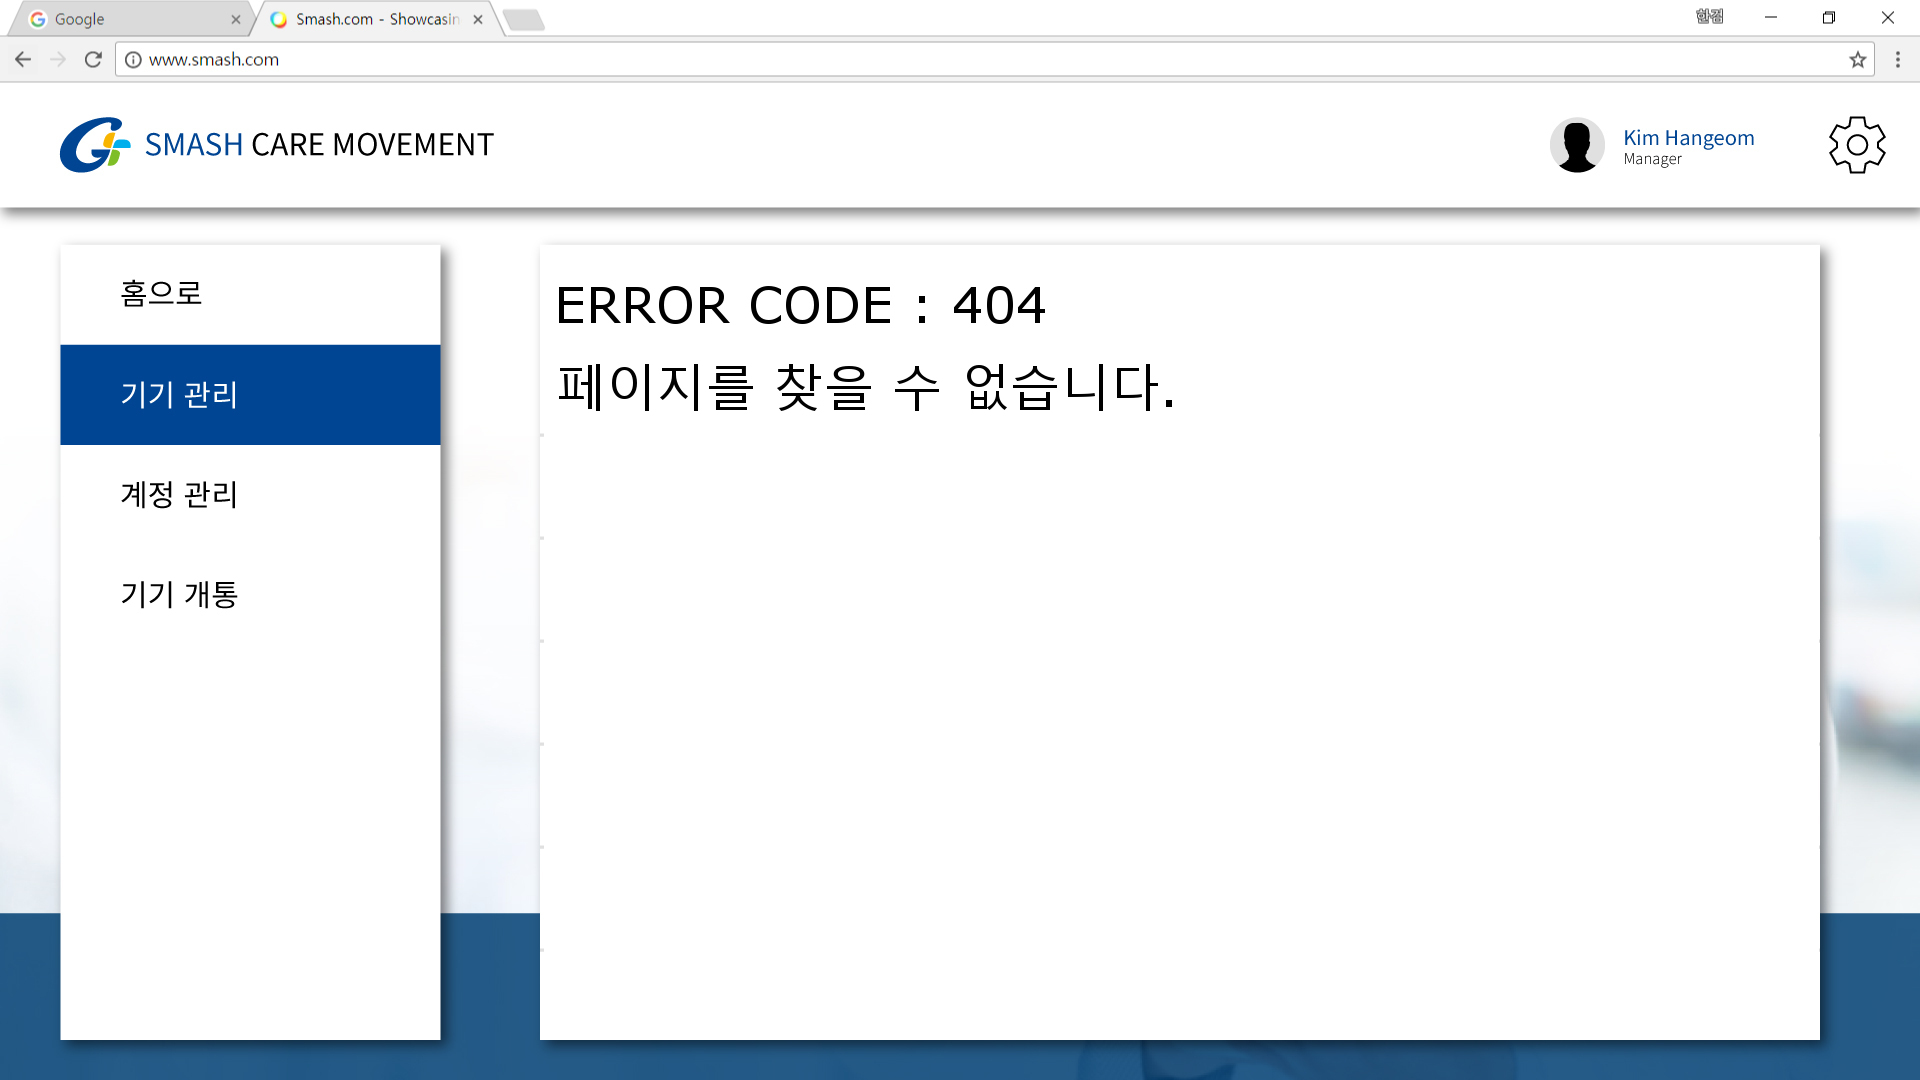 Google
Smash.com - Showcasin
한검
www.smash.com
SMASH CARE MOVEMENT
Kim Hangeom
Manager
홈으로
기기 관리
계정 관리
기기 개통
ERROR CODE : 404
페이지를 찾을 수 없습니다.